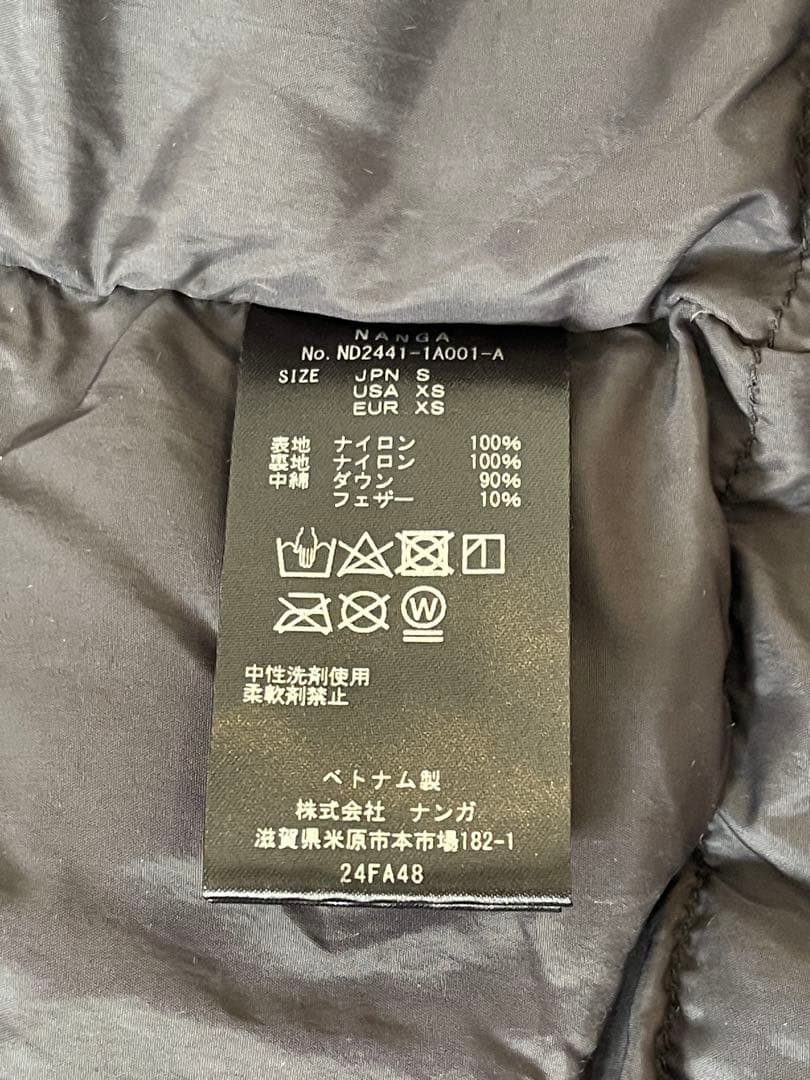 NANGA
No. ND2441-1A001-A
SIZE JPN S
USA XS
EUR XS
表地 ナイロン 100%
裏地 ナイロン 100%
中綿 ダウン 90%
フェザー 10%
W
中性洗剤使用
柔軟剤禁止
ベトナム製
株式会社 ナンガ
滋賀県米原市本市場182-1
24FA48